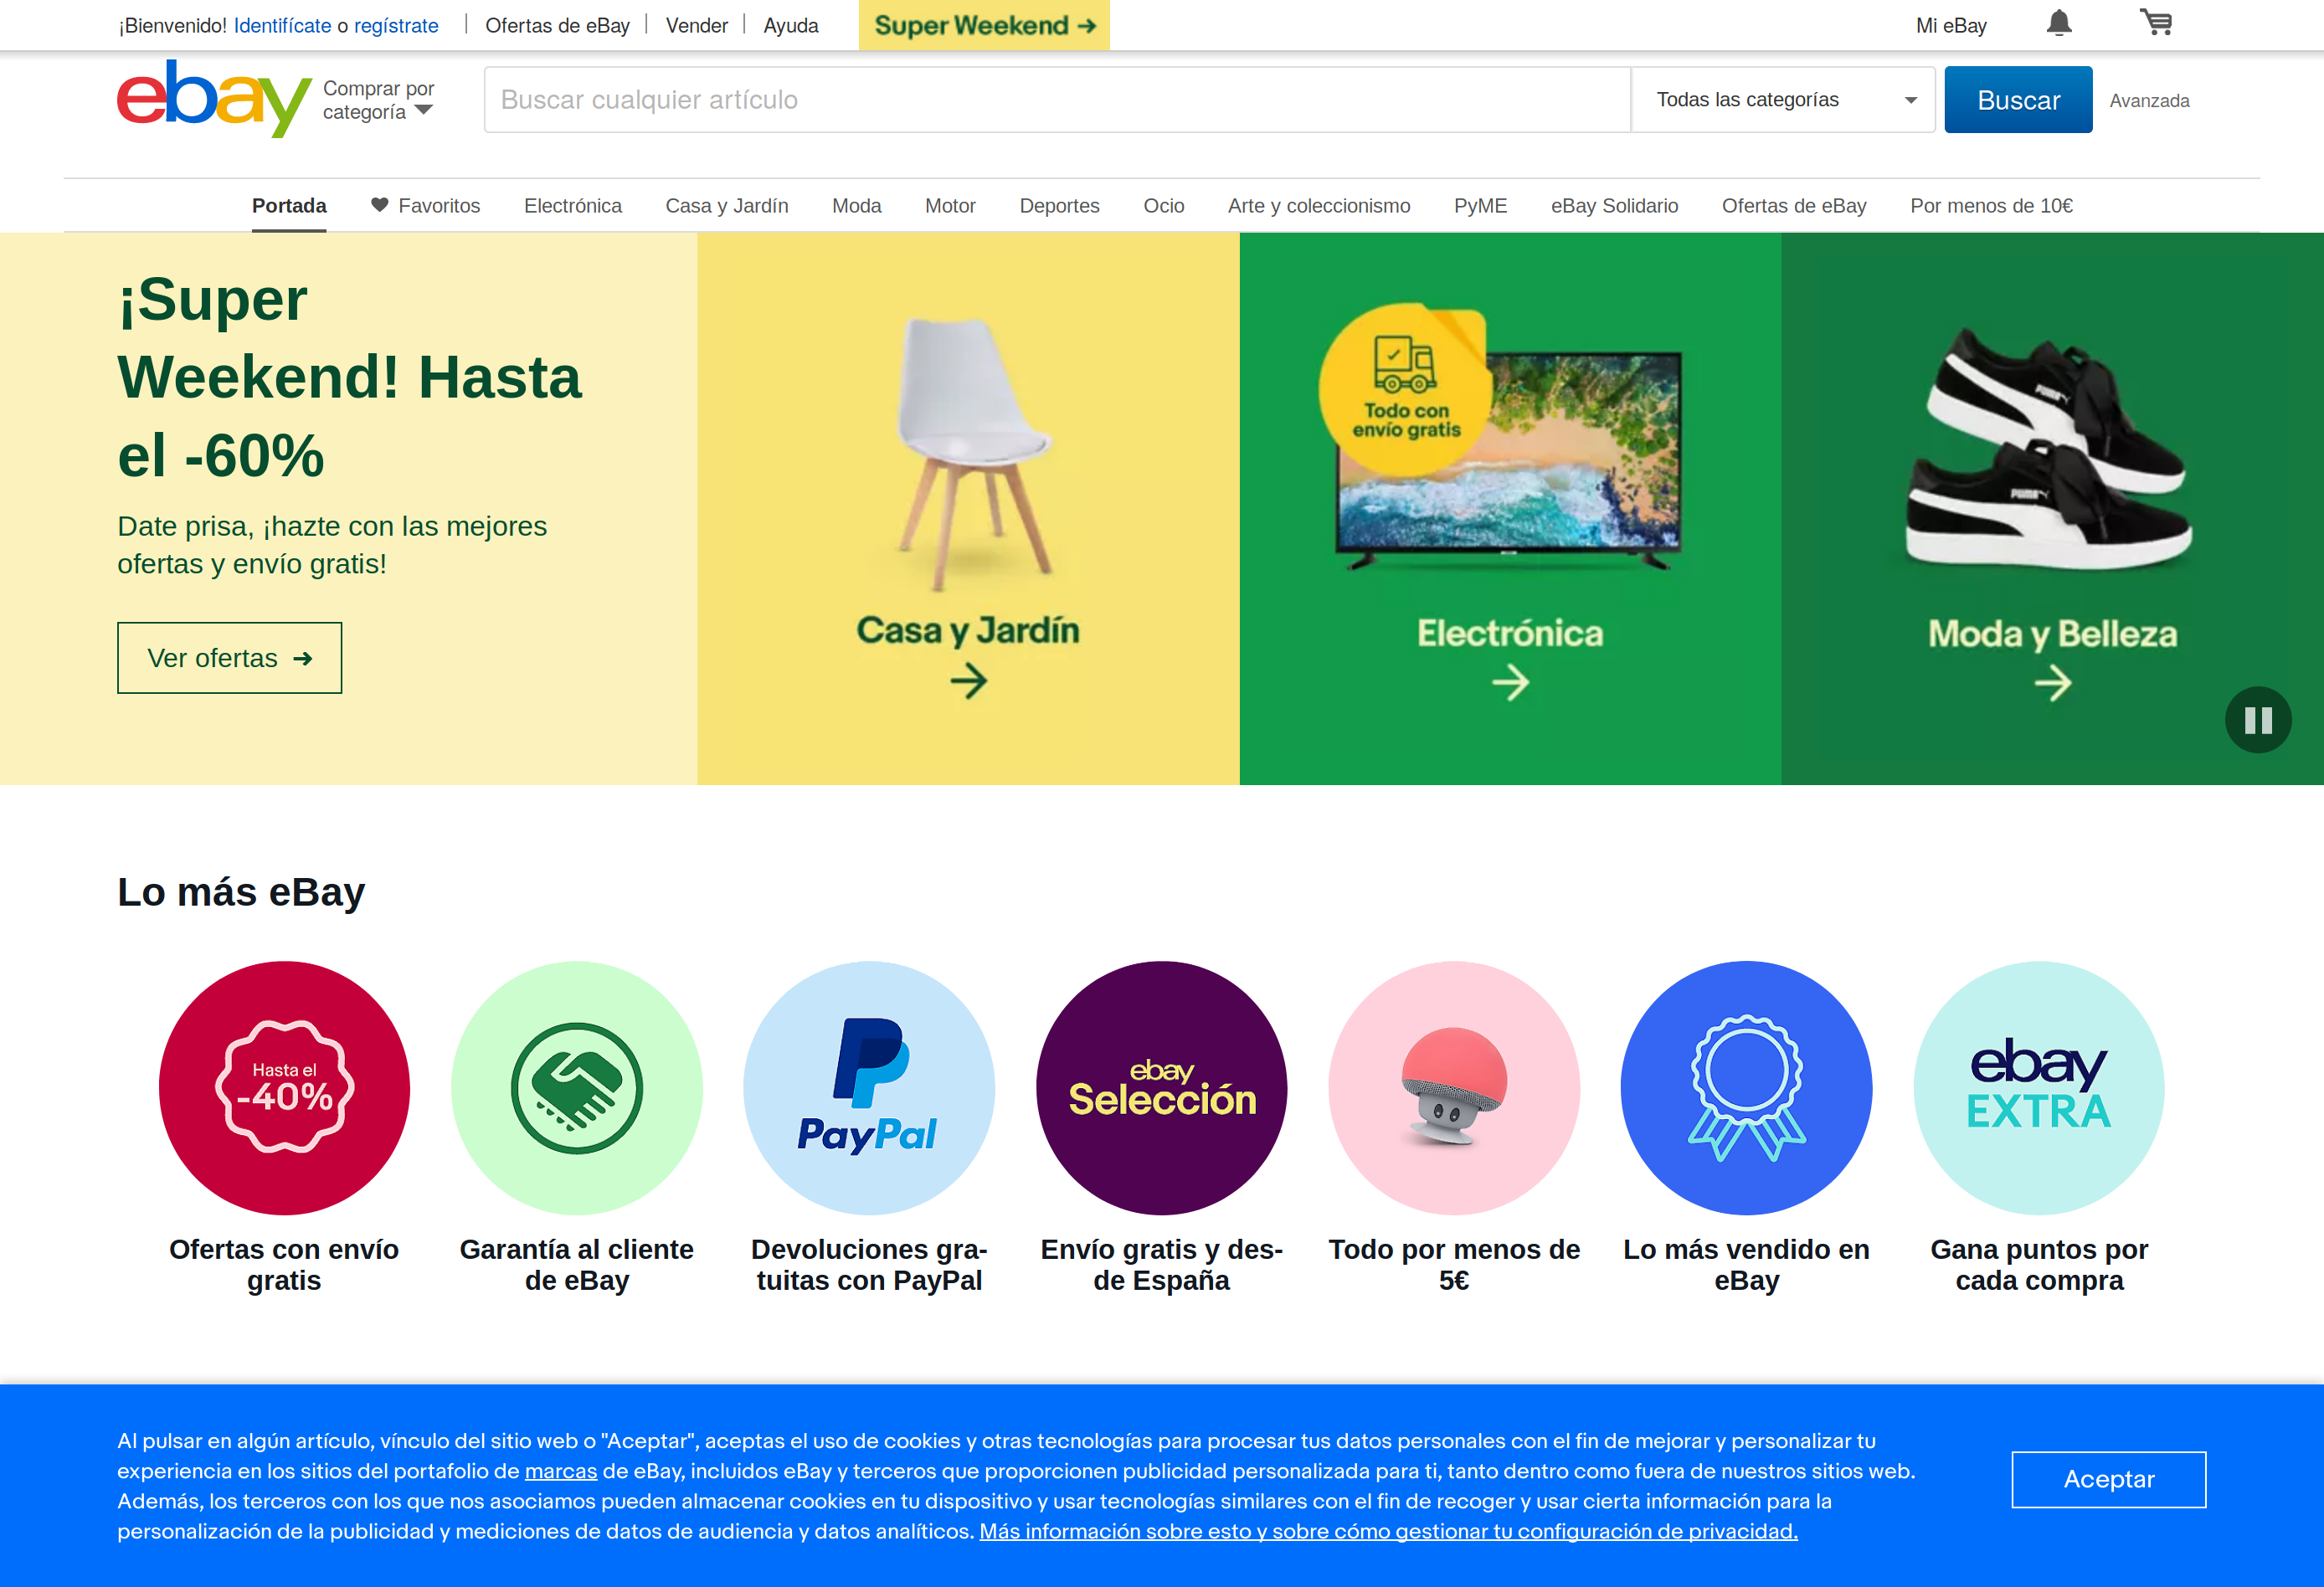 ¡Bienvenido! Identifícate o regístrate
Ofertas de eBay
Vender
Ayuda
Super Weekend →
Mi eBay
ebay
Comprar por
categoría
Buscar cualquier artículo
Todas las categorías
Buscar
Avanzada
Portada
Favoritos
Electrónica
Casa y Jardín
Moda
Motor
Deportes
Ocio
Arte y coleccionismo
PyME
eBay Solidario
Ofertas de eBay
Por menos de 10€
¡Super
Weekend! Hasta
el -60%
Date prisa, ¡hazte con las mejores
ofertas y envío gratis!
Ver ofertas →
Casa y Jardín
→
Todo con
envío gratis
Electrónica
→
PUMA
PUMA
Moda y Belleza
→
Lo más eBay
Hasta el
-40%
Ofertas con envío
gratis
Garantía al cliente
de eBay
PayPal
Devoluciones gra-
tuitas con PayPal
ebay
Selección
Envío gratis y des-
de España
Todo por menos de
5€
Lo más vendido en
eBay
ebay
EXTRA
Gana puntos por
cada compra
Al pulsar en algún artículo, vínculo del sitio web o "Aceptar", aceptas el uso de cookies y otras tecnologías para procesar tus datos personales con el fin de mejorar y personalizar tu
experiencia en los sitios del portafolio de marcas de eBay, incluidos eBay y terceros que proporcionen publicidad personalizada para ti, tanto dentro como fuera de nuestros sitios web.
Además, los terceros con los que nos asociamos pueden almacenar cookies en tu dispositivo y usar tecnologías similares con el fin de recoger y usar cierta información para la
personalización de la publicidad y mediciones de datos de audiencia y datos analíticos. Más información sobre esto y sobre cómo gestionar tu configuración de privacidad.
Aceptar